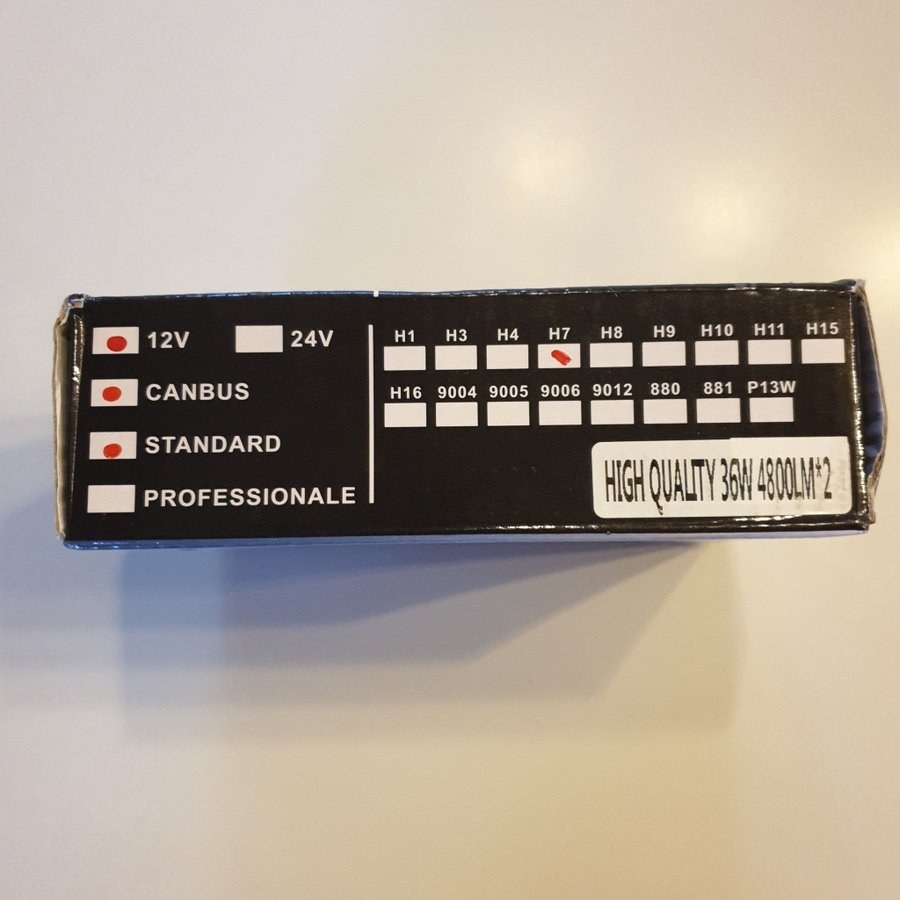 12V 24V
CANBUS
STANDARD
PROFESSIONALE
H1 H3 H4 H7 H8 H9 H10 H11 H15
H16 9004 9005 9006 9012 880 881 P13W
HIGH QUALITY 36W 4800LM*2